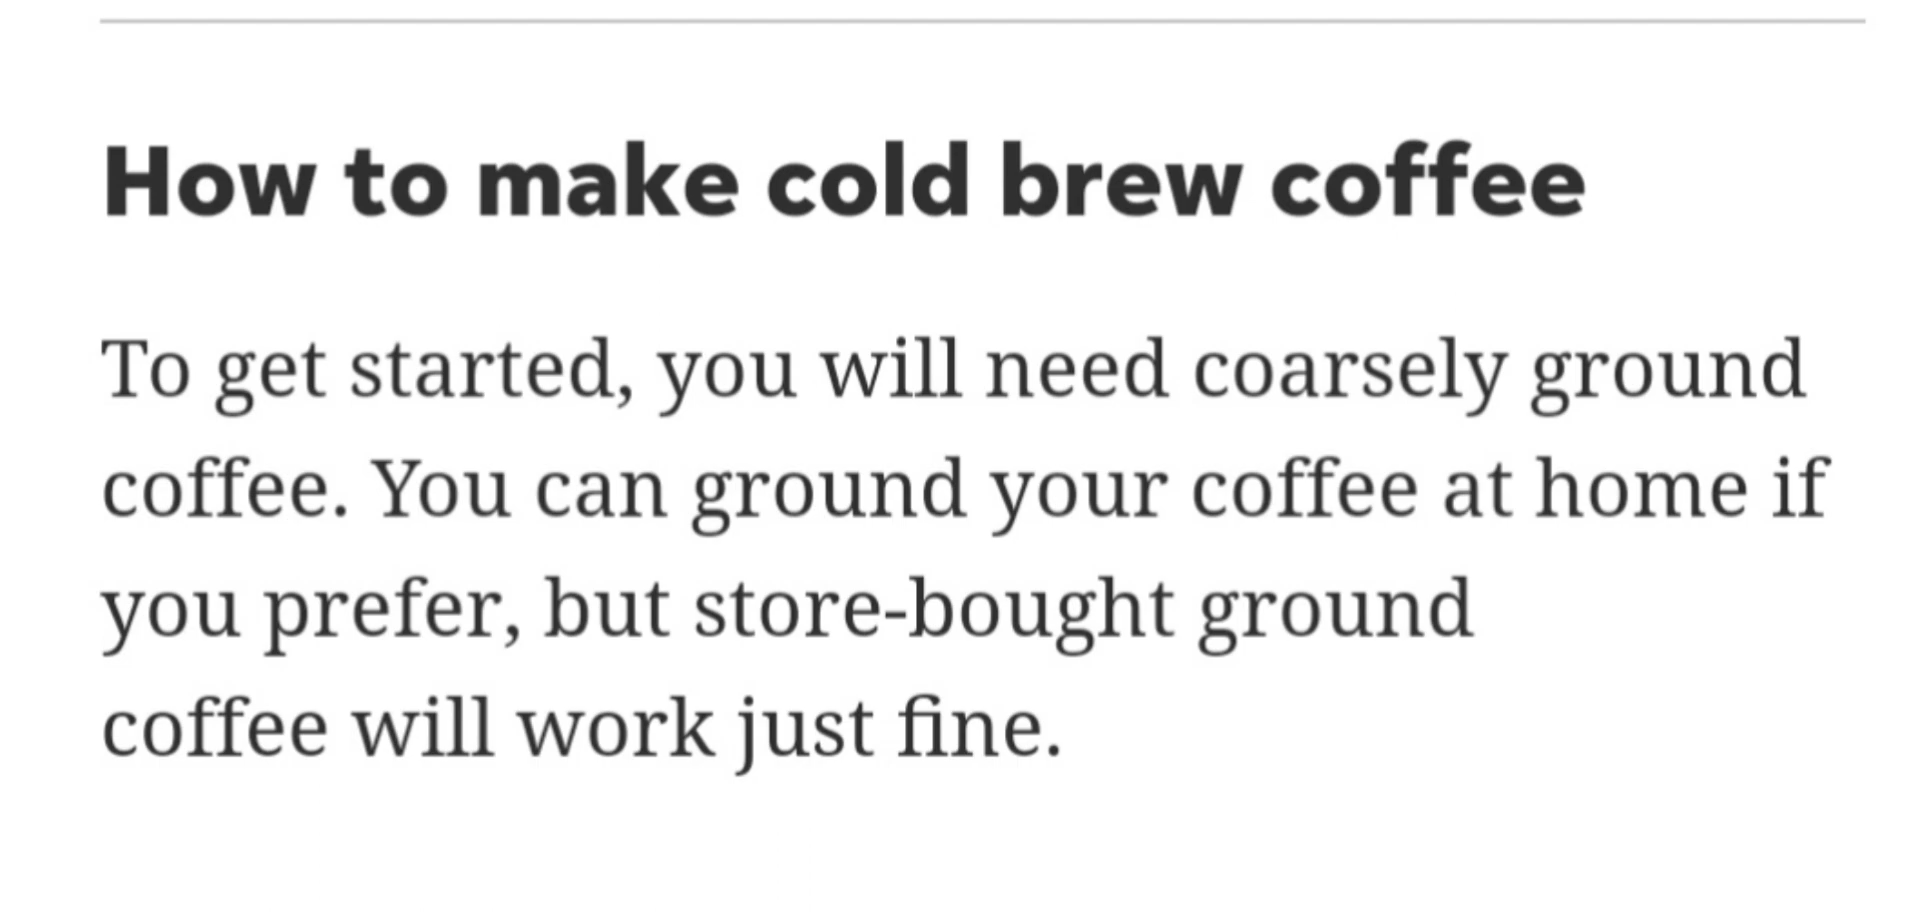 How to make cold brew coffee
To get started, you will need coarsely ground
coffee. You can ground your coffee at home if
you prefer, but store-bought ground
coffee will work just fine.